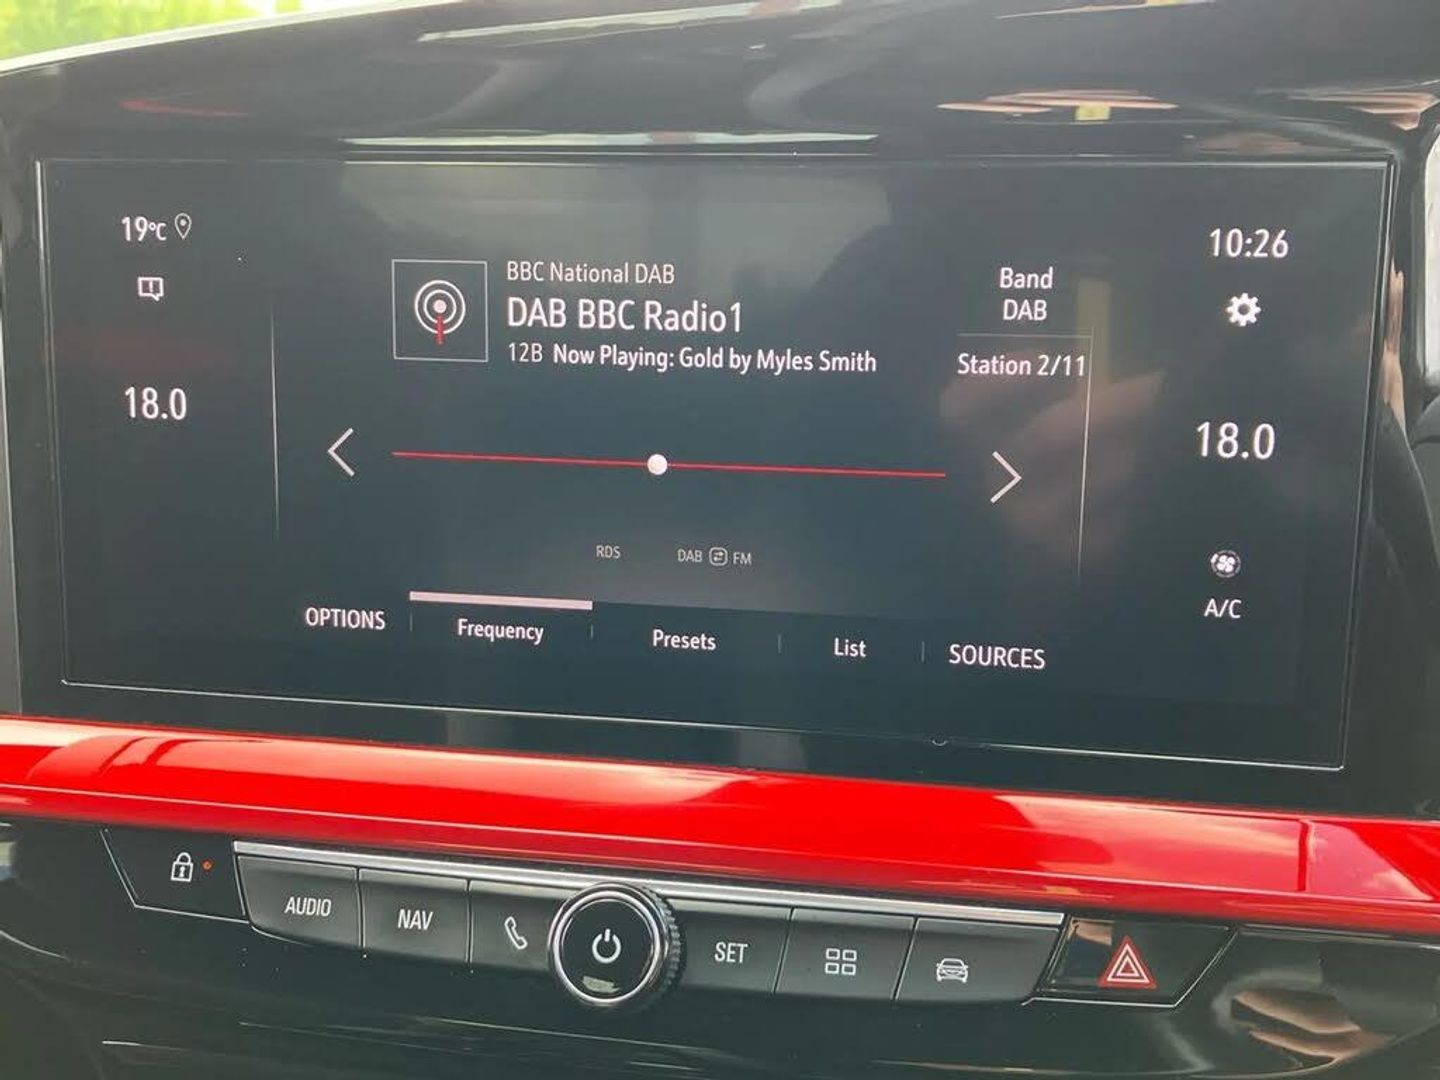 19°C
10:26
BBC National DAB
DAB BBC Radio1
12B Now Playing: Gold by Myles Smith
Band
DAB
Station 2/11
18.0
18.0
RDS
DAB FM
A/C
OPTIONS
Frequency
Presets
List
SOURCES
AUDIO
NAV
SET